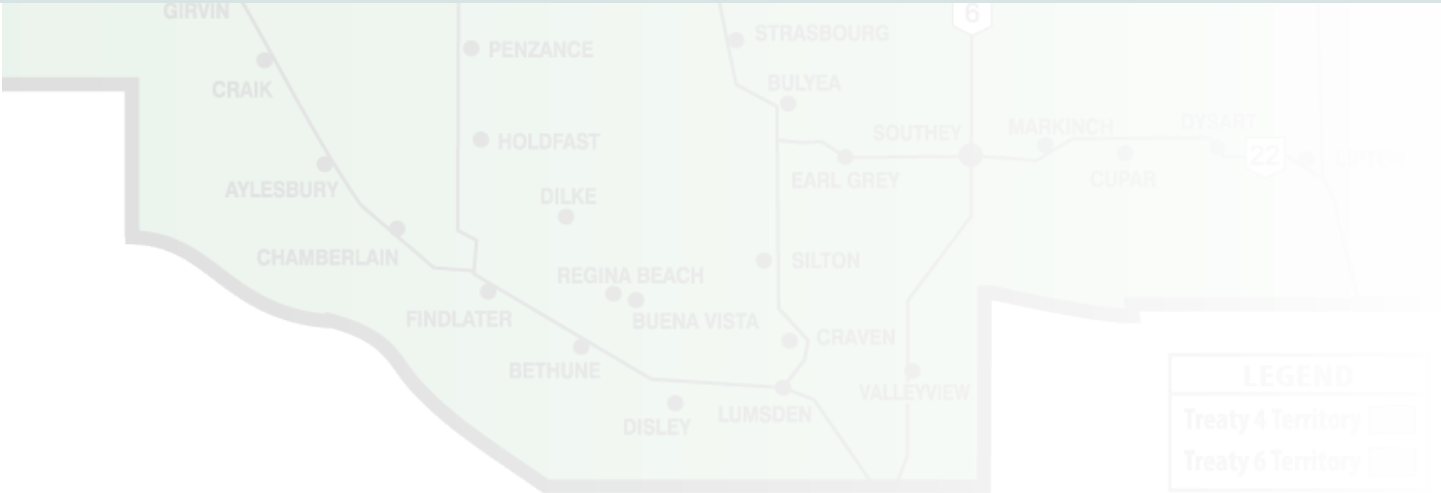 GIRVIN
6
STRASBOURG
PENZANCE
BULYEA
CRAIK
SOUTHEY
MARKINCH
DYSART
HOLDFAST
22
LIPTON
EARL GREY
CUPAR
AYLESBURY
DILKE
CHAMBERLAIN
SILTON
REGINA BEACH
FINDLATER
BUENA VISTA
CRAVEN
BETHUNE
LEGEND
VALLEYVIEW
DISLEY
LUMSDEN
Treaty 4 Territory
Treaty 6 Territory